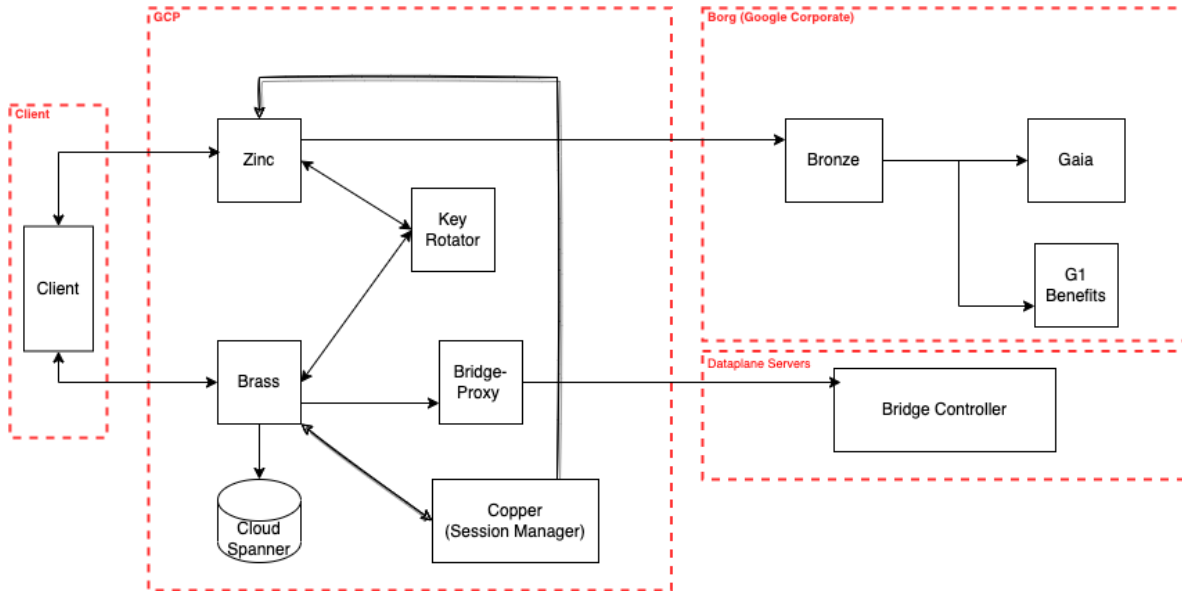 GCP
Borg (Google Corporate)
Client
Zinc
Bronze
Gaia
Key
Rotator
Client
G1
Benefits
Brass
Bridge-
Proxy
Dataplane Servers
Bridge Controller
Cloud
Spanner
Copper
(Session Manager)